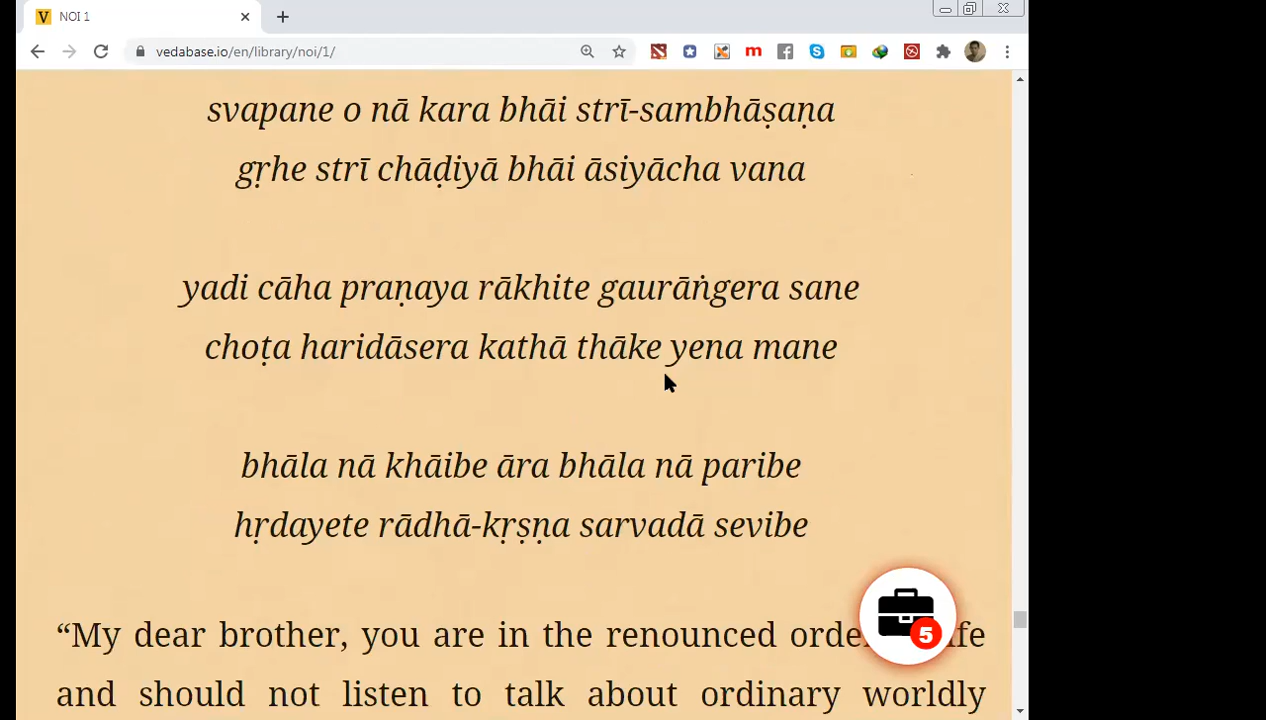 V NOI 1
vedabase.io/en/library/noi/1/
m
svapane o nā kara bhāi strī-sambhāṣaṇa
gṛhe strī chāḍiyā bhāi āsiyācha vana
yadi cāha praṇaya rākhite gaurāṅgera sane
choṭa haridāsera kathā thāke yena mane
bhāla nā khāibe āra bhāla nā paribe
hṛdayete rādhā-kṛṣṇa sarvadā sevibe
“My dear brother, you are in the renounced
and should not listen to talk about ordinary worldly
5